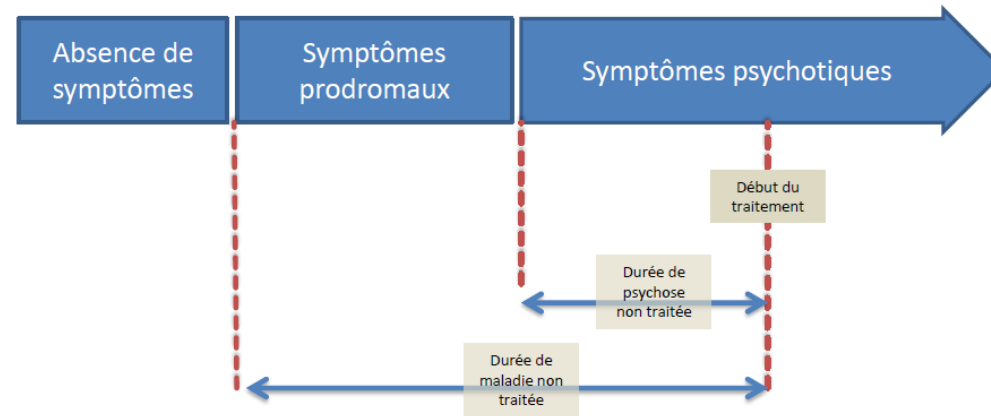 Absence de
symptômes
Symptômes
prodromaux
Symptômes psychotiques
Début du
traitement
Durée de
psychose
non traitée
Durée de
maladie non
traitée